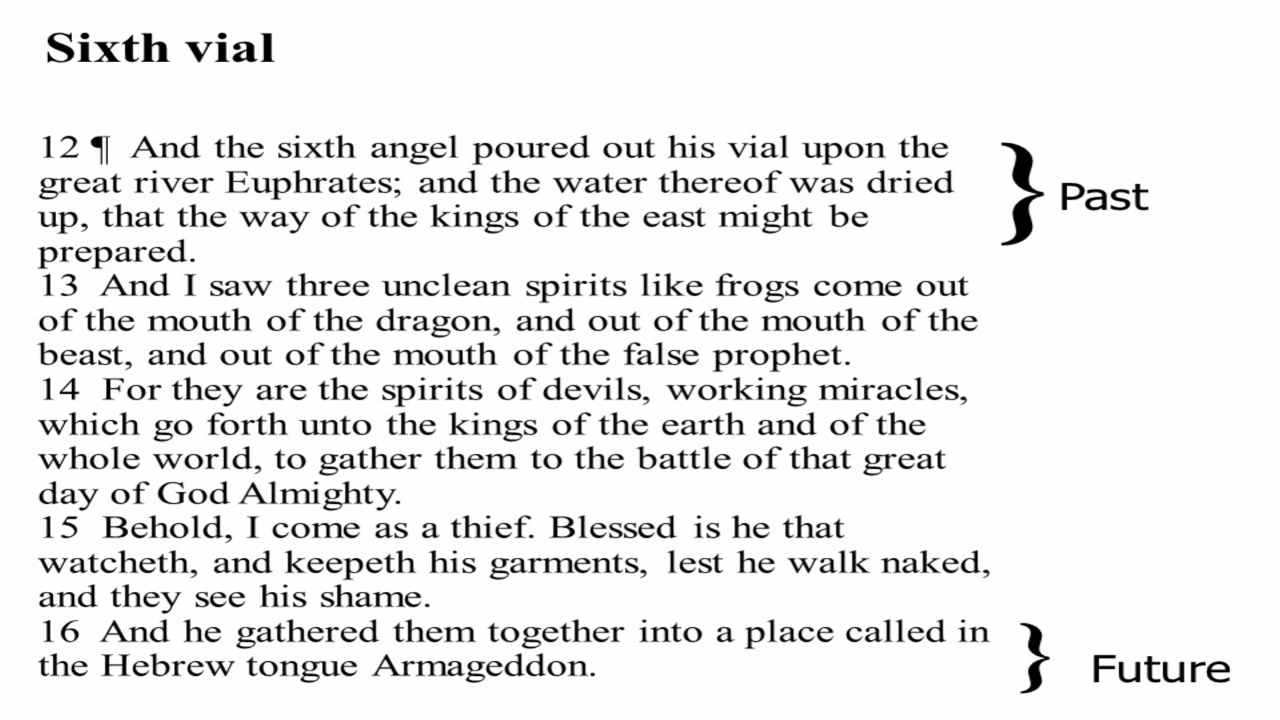 Sixth vial
12 ¶ And the sixth angel poured out his vial upon the
great river Euphrates; and the water thereof was dried
up, that the way of the kings of the east might be
prepared.
} Past
13 And I saw three unclean spirits like frogs come out
of the mouth of the dragon, and out of the mouth of the
beast, and out of the mouth of the false prophet.
14 For they are the spirits of devils, working miracles,
which go forth unto the kings of the earth and of the
whole world, to gather them to the battle of that great
day of God Almighty.
15 Behold, I come as a thief. Blessed is he that
watcheth, and keepeth his garments, lest he walk naked,
and they see his shame.
16 And he gathered them together into a place called in
the Hebrew tongue Armageddon.
} Future